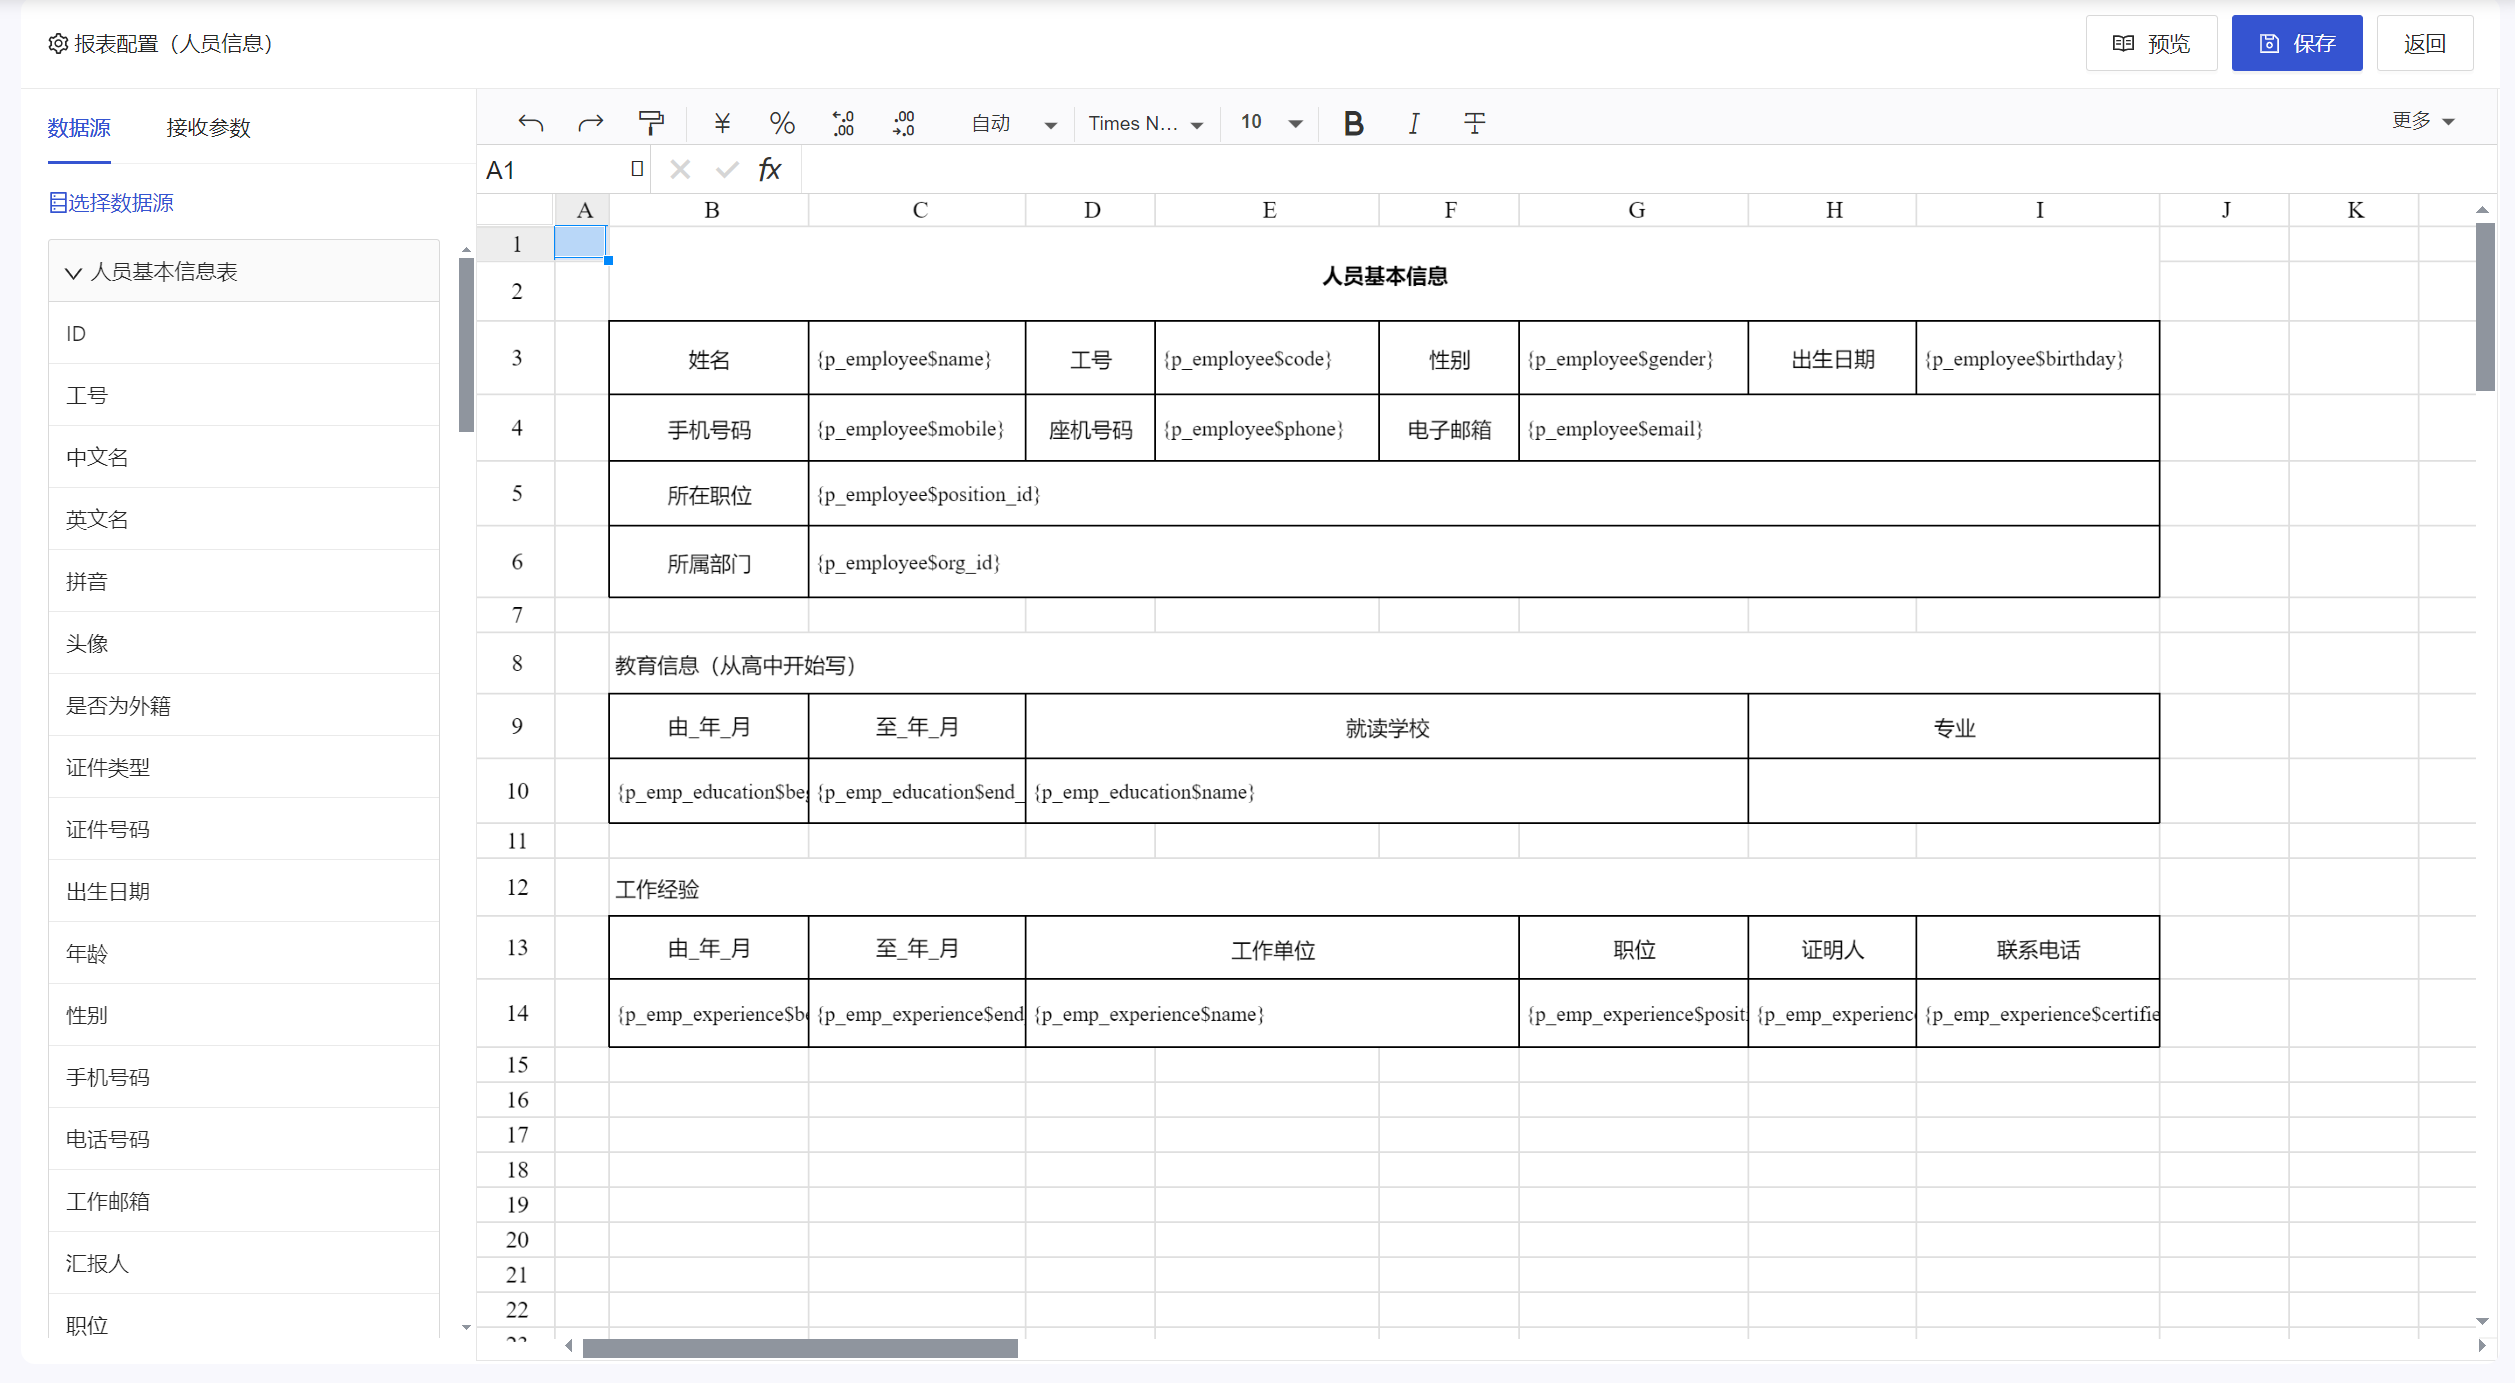 报表配置（人员信息）
预览
保存
返回
数据源 接收参数
¥ % .0 .00 .00 .0 自动 Times N... 10 B I T 更多
A1 fx
选择数据源
人员基本信息表
ID
工号
中文名
英文名
拼音
头像
是否为外籍
证件类型
证件号码
出生日期
年龄
性别
手机号码
电话号码
工作邮箱
汇报人
职位
A B C D E F G H I J K
1
2 人员基本信息
3 姓名 {p_employee$name} 工号 {p_employee$code} 性别 {p_employee$gender} 出生日期 {p_employee$birthday}
4 手机号码 {p_employee$mobile} 座机号码 {p_employee$phone} 电子邮箱 {p_employee$email}
5 所在职位 {p_employee$position_id}
6 所属部门 {p_employee$org_id}
7
8 教育信息（从高中开始写）
9 由_年_月 至_年_月 就读学校 专业
10 {p_emp_education$be {p_emp_education$end_ {p_emp_education$name}
11
12 工作经验
13 由_年_月 至_年_月 工作单位 职位 证明人 联系电话
14 {p_emp_experience$b {p_emp_experience$end {p_emp_experience$name} {p_emp_experience$posit {p_emp_experience {p_emp_experience$certifie
15
16
17
18
19
20
21
22